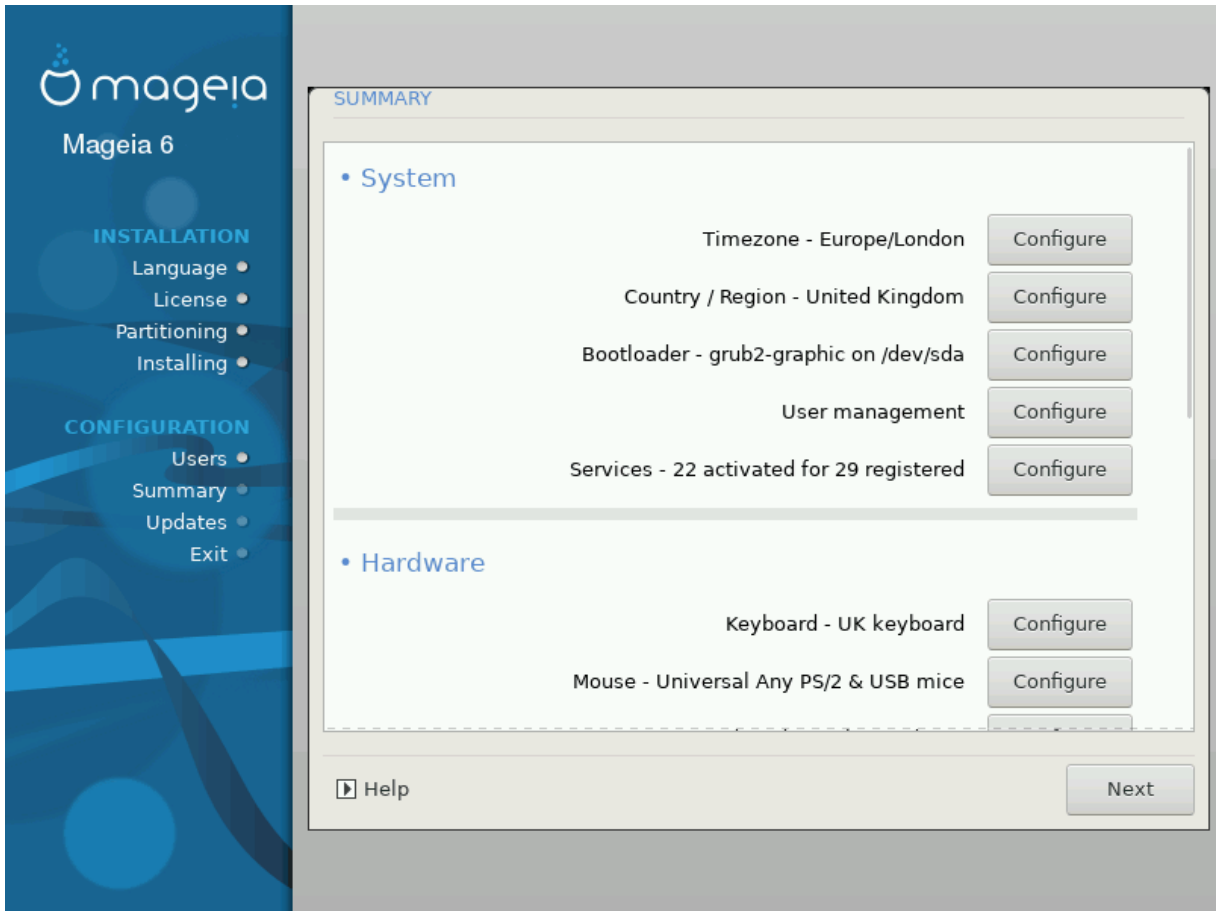 mageia
Mageia 6
INSTALLATION
Language
License
Partitioning
Installing
CONFIGURATION
Users
Summary
Updates
Exit
SUMMARY
• System
Timezone - Europe/London Configure
Country / Region - United Kingdom Configure
Bootloader - grub2-graphic on /dev/sda Configure
User management Configure
Services - 22 activated for 29 registered Configure
• Hardware
Keyboard - UK keyboard Configure
Mouse - Universal Any PS/2 & USB mice Configure
Help
Next